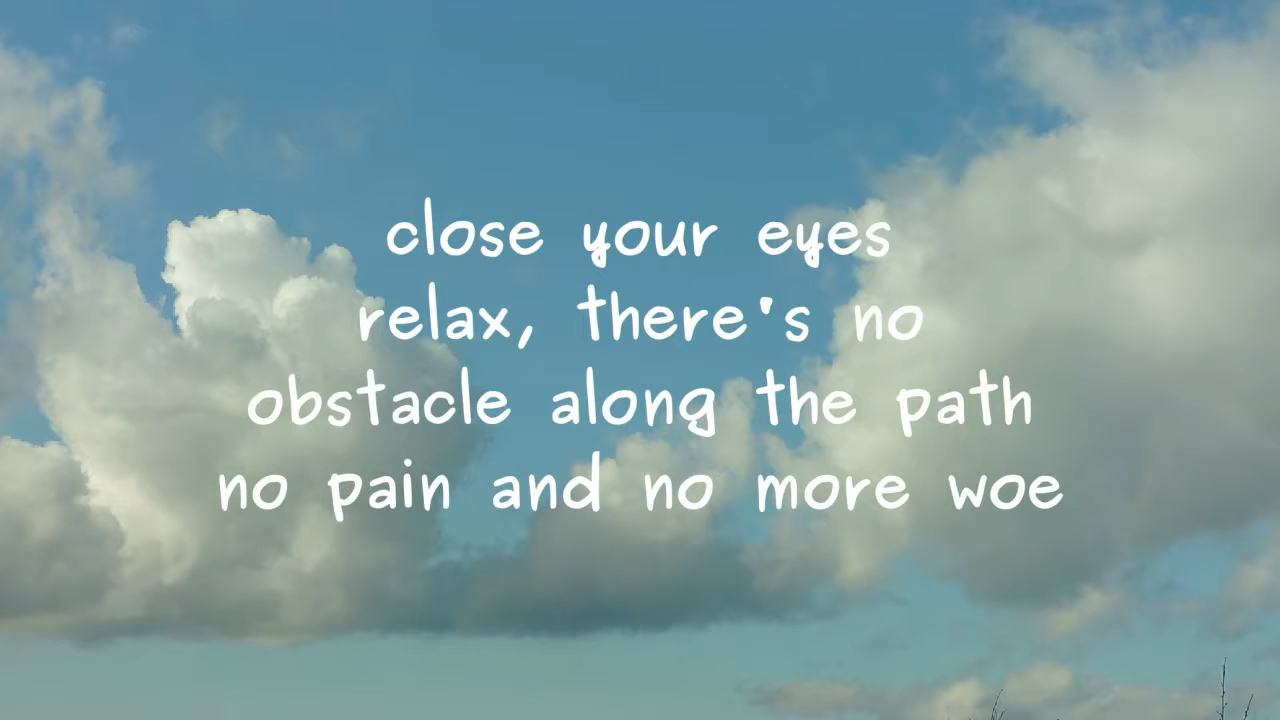 close your eyes
relax, there's no
obstacle along the path
no pain and no more woe